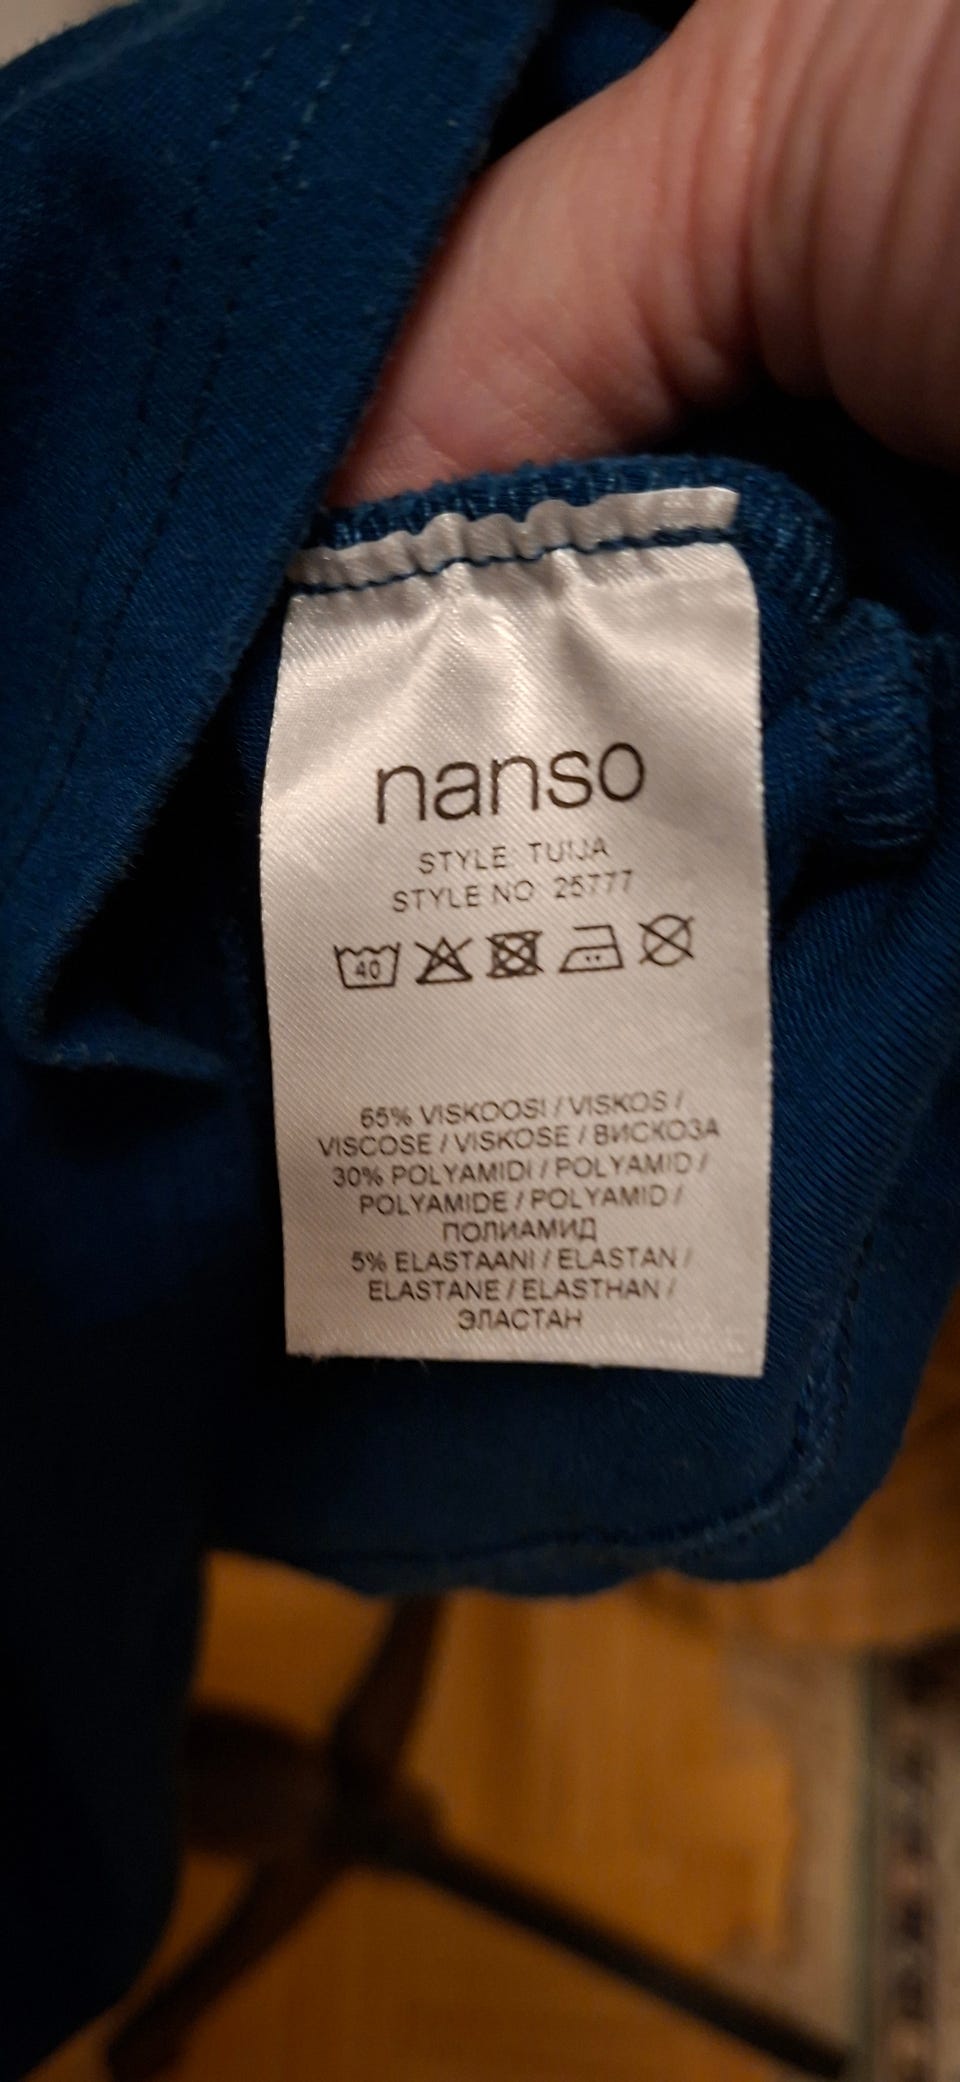 nanso
STYLE: TUIJA
STYLE NO 25777
40
65% VISKOOSI / VISKOS /
VISCOSE / VISKOSE / ВИСКОЗА
30% POLYAMIDI / POLYAMID /
POLYAMIDE / POLYAMID /
ПОЛИАМИД
5% ELASTAANI / ELASTAN /
ELASTANE / ELASTHAN /
ЭЛАСТАН